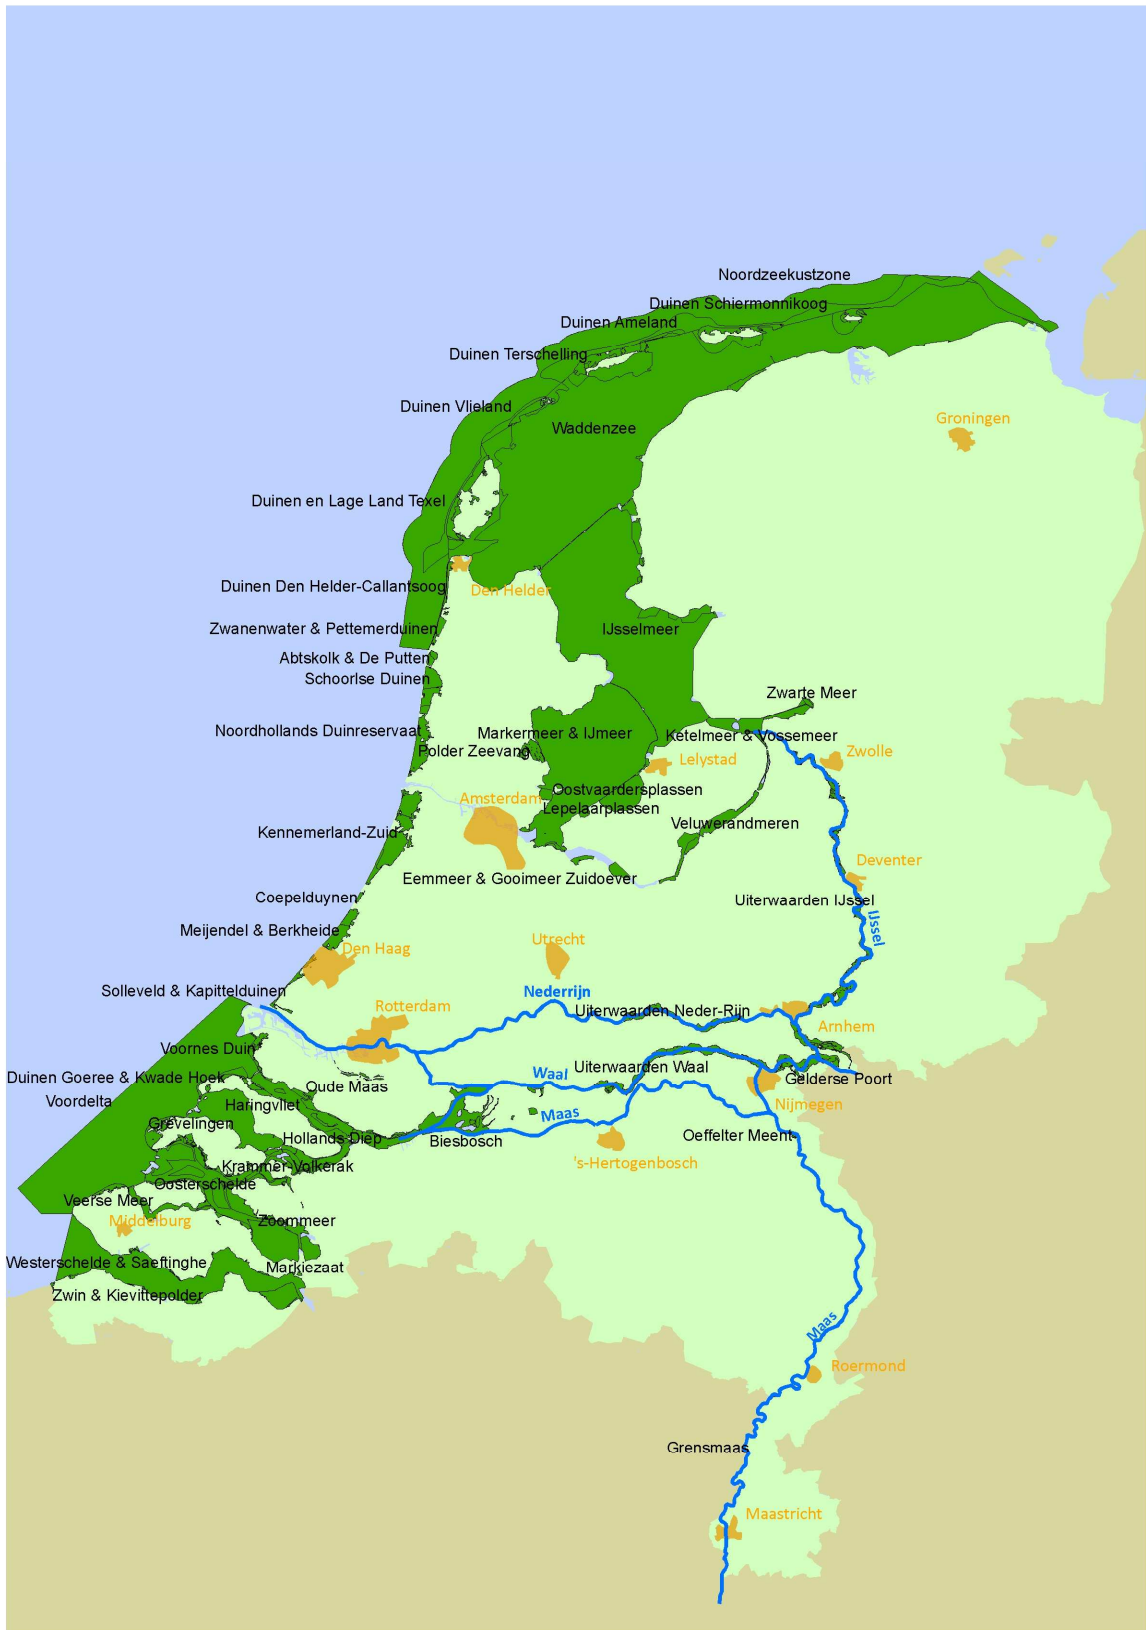 Noordzeekustzone
Duinen Schiermonnikoog
Duinen Ameland
Duinen Terschelling
Duinen Vlieland
Waddenzee
Groningen
Duinen en Lage Land Texel
Duinen Den Helder-Callantsoog
Den Helder
Zwanenwater & Pettemerduinen
IJsselmeer
Abtskolk & De Putten
Schoorlse Duinen
Zwarte Meer
Noordhollands Duinreservaat
Markermeer & IJmeer
Ketelmeer & Vossemeer
Polder Zeevang
Lelystad
Zwolle
Oostvaardersplassen
Amsterdam
Lepelaarplassen
Kennemerland-Zuid
Veluwerandmeren
Deventer
Eemmeer & Gooimeer Zuidoever
Coepelduynen
Uiterwaarden IJssel
IJssel
Meijendel & Berkheide
Den Haag
Utrecht
Solleveld & Kapittelduinen
Nederrijn
Rotterdam
Uiterwaarden Neder-Rijn
Arnhem
Voornes Duin
Uiterwaarden Waal
Waal
Duinen Goeree & Kwade Hoek
Gelderse Poort
Oude Maas
Voordelta
Haringvliet
Nijmegen
Maas
Grevelingen
Hollands Diep
Biesbosch
Oeffelter Meent
's-Hertogenbosch
Krammer-Volkerak
Oosterschelde
Veerse Meer
Middelburg
Zoommeer
Westerschelde & Saeftinghe
Markiezaat
Zwin & Kievittepolder
Maas
Roermond
Grensmaas
Maastricht